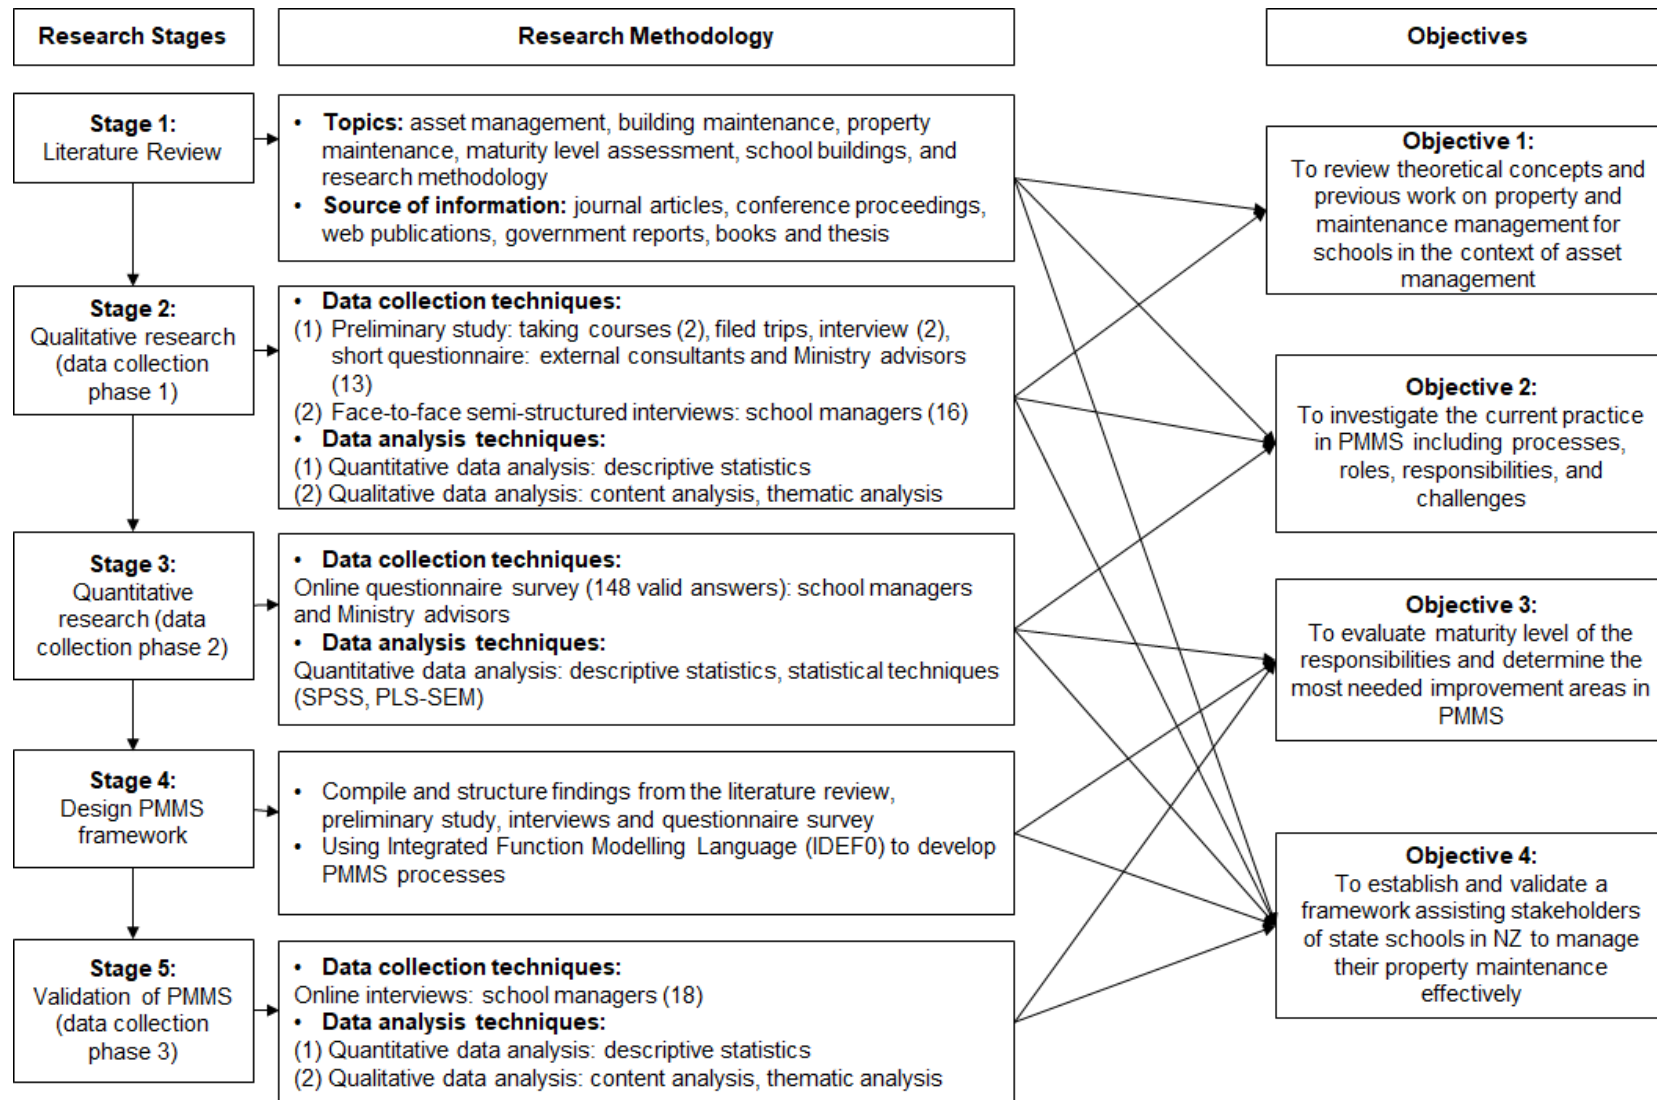 Research Stages
Research Methodology
Objectives
Stage 1:
Literature Review
• Topics: asset management, building maintenance, property
maintenance, maturity level assessment, school buildings, and
research methodology
• Source of information: journal articles, conference proceedings,
web publications, government reports, books and thesis
Objective 1:
To review theoretical concepts and
previous work on property and
maintenance management for
schools in the context of asset
management
Stage 2:
Qualitative research
(data collection
phase 1)
• Data collection techniques:
(1) Preliminary study: taking courses (2), filed trips, interview (2),
short questionnaire: external consultants and Ministry advisors
(13)
(2) Face-to-face semi-structured interviews: school managers (16)
• Data analysis techniques:
(1) Quantitative data analysis: descriptive statistics
(2) Qualitative data analysis: content analysis, thematic analysis
Objective 2:
To investigate the current practice
in PMMS including processes,
roles, responsibilities, and
challenges
Stage 3:
Quantitative
research (data
collection phase 2)
• Data collection techniques:
Online questionnaire survey (148 valid answers): school managers
and Ministry advisors
• Data analysis techniques:
Quantitative data analysis: descriptive statistics, statistical techniques
(SPSS, PLS-SEM)
Objective 3:
To evaluate maturity level of the
responsibilities and determine the
most needed improvement areas in
PMMS
Stage 4:
Design PMMS
framework
• Compile and structure findings from the literature review,
preliminary study, interviews and questionnaire survey
• Using Integrated Function Modelling Language (IDEF0) to develop
PMMS processes
Objective 4:
To establish and validate a
framework assisting stakeholders
of state schools in NZ to manage
their property maintenance
effectively
Stage 5:
Validation of PMMS
(data collection
phase 3)
• Data collection techniques:
Online interviews: school managers (18)
• Data analysis techniques:
(1) Quantitative data analysis: descriptive statistics
(2) Qualitative data analysis: content analysis, thematic analysis